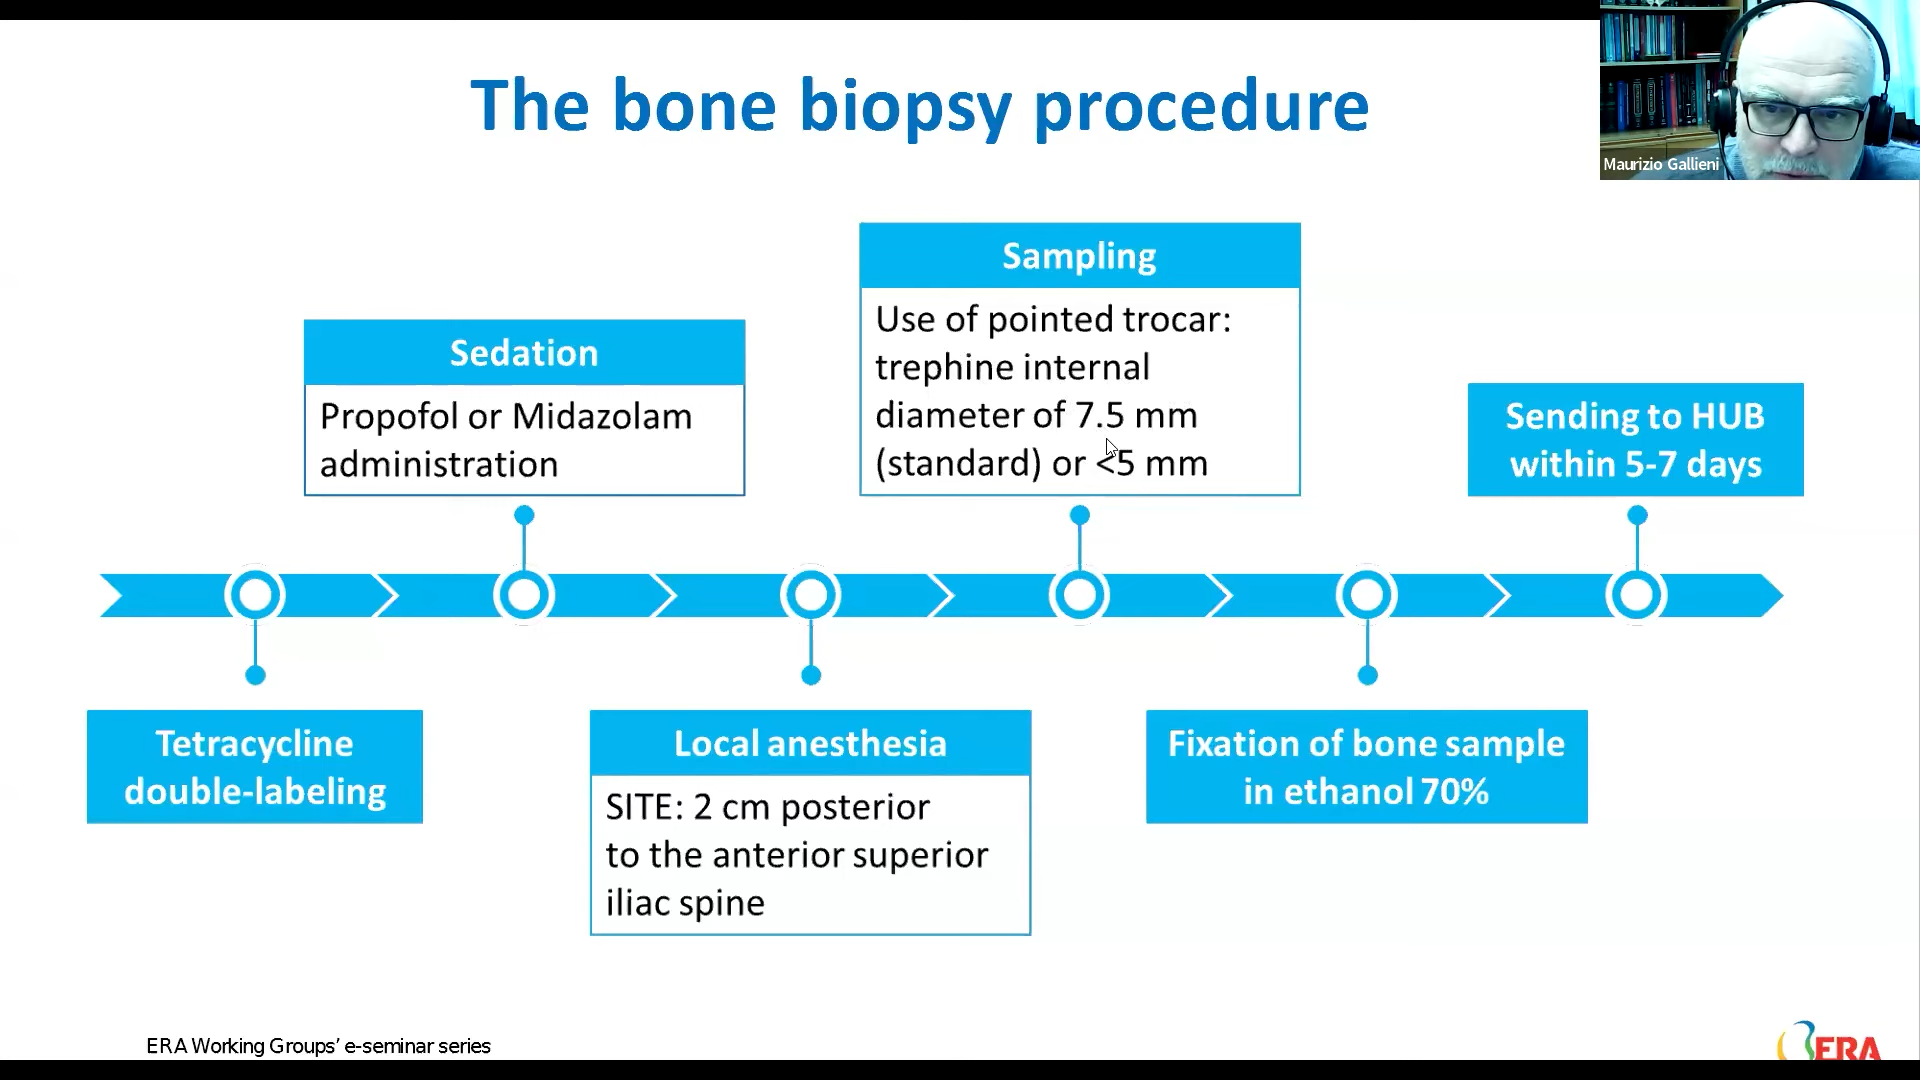 The bone biopsy procedure
Maurizio Gallieni
Tetracycline
double-labeling
Sedation
Propofol or Midazolam
administration
Local anesthesia
SITE: 2 cm posterior
to the anterior superior
iliac spine
Sampling
Use of pointed trocar:
trephine internal
diameter of 7.5 mm
(standard) or <5 mm
Fixation of bone sample
in ethanol 70%
Sending to HUB
within 5-7 days
ERA Working Groups’ e-seminar series
ERA